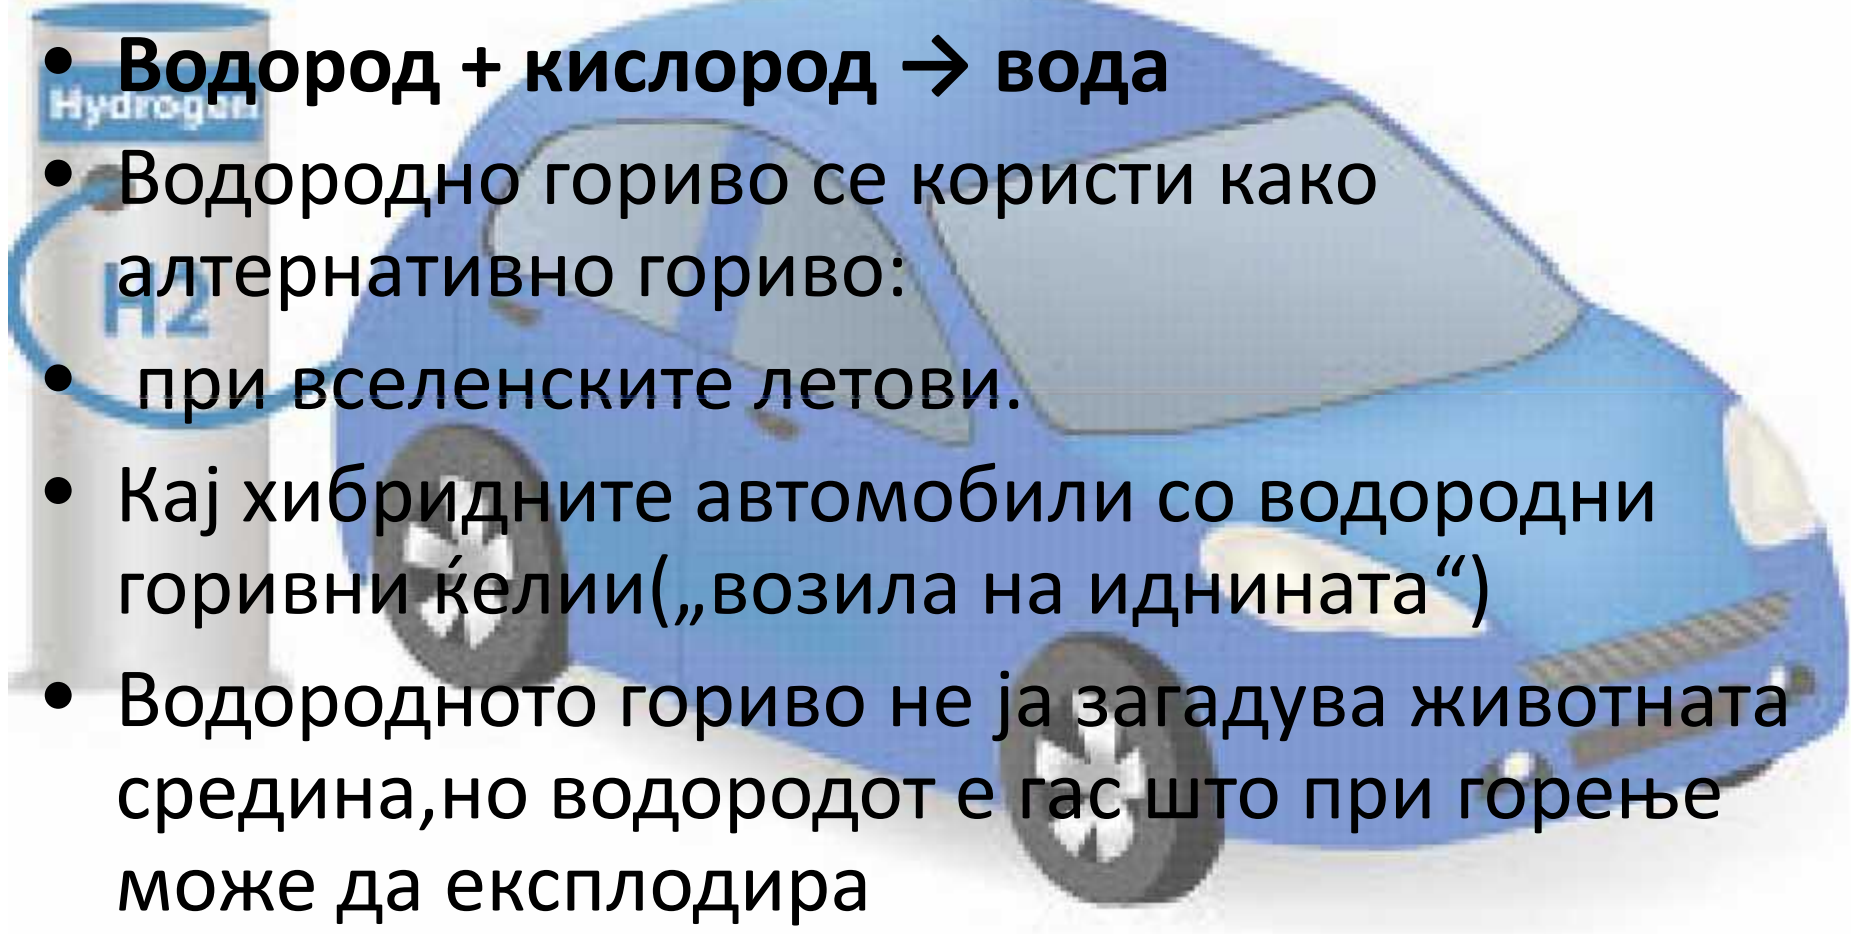 • Водород + кислород → вода
Hydrogen
• Водородно гориво се користи како
алтернативно гориво:
H2
• при вселенските летови.
• Кај хибридните автомобили со водородни
горивни ќелии(„возила на иднината“)
• Водородното гориво не ја загадува животната
средина,но водородот е гас што при горење
може да експлодира